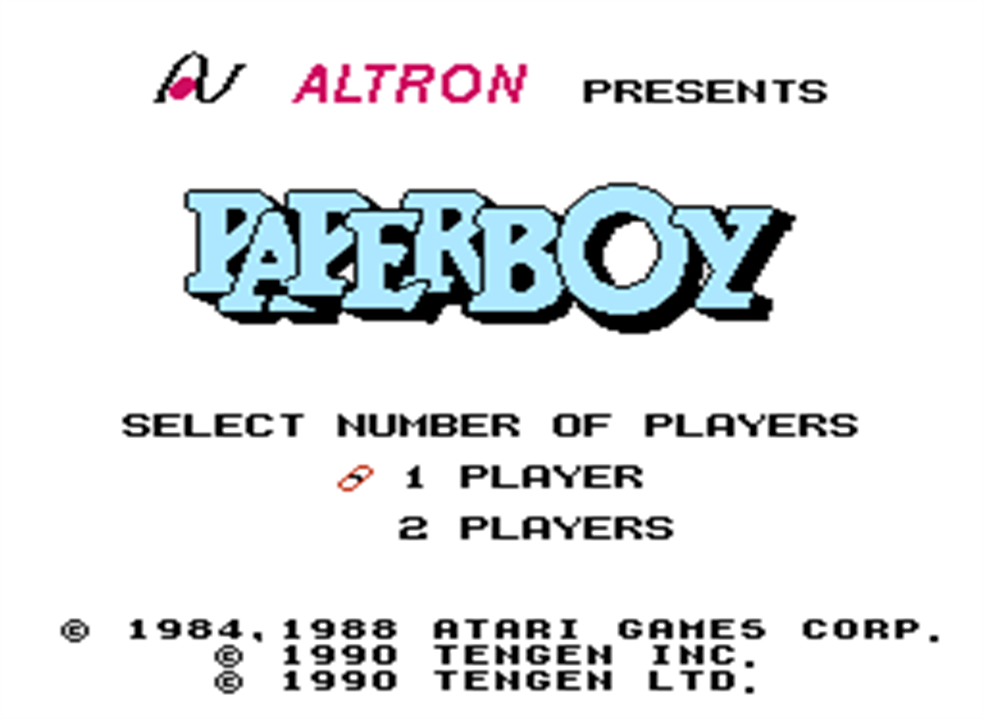 ALTRON PRESENTS
PAPERBOY
SELECT NUMBER OF PLAYERS
1 PLAYER
2 PLAYERS
© 1984,1988 ATARI GAMES CORP.
© 1990 TENGEN INC.
© 1990 TENGEN LTD.